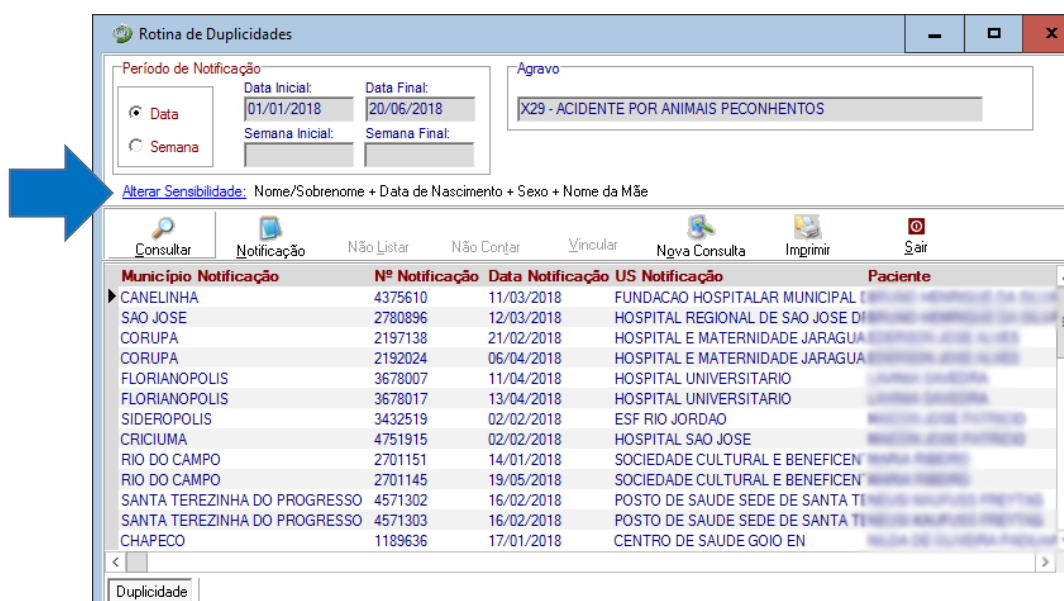 Rotina de Duplicidades
Período de Notificação Agravo
Data Inicial: Data Final:
Data 01/01/2018 20/06/2018 X29 - ACIDENTE POR ANIMAIS PECONHENTOS
Semana Inicial: Semana Final:
Semana
Alterar Sensibilidade: Nome/Sobrenome + Data de Nascimento + Sexo + Nome da Mãe
Consultar Notificação Não Listar Não Contar Vincular Nova Consulta Imprimir Sair
Município Notificação Nº Notificação Data Notificação US Notificação Paciente
CANELINHA 4375610 11/03/2018 FUNDACAO HOSPITALAR MUNICIPAL
SAO JOSE 2780896 12/03/2018 HOSPITAL REGIONAL DE SAO JOSE
CORUPA 2197138 21/02/2018 HOSPITAL E MATERNIDADE JARAGUA
CORUPA 2192024 06/04/2018 HOSPITAL E MATERNIDADE JARAGUA
FLORIANOPOLIS 3678007 11/04/2018 HOSPITAL UNIVERSITARIO
FLORIANOPOLIS 3678017 13/04/2018 HOSPITAL UNIVERSITARIO
SIDEROPOLIS 3432519 02/02/2018 ESF RIO JORDAO
CRICIUMA 4751915 02/02/2018 HOSPITAL SAO JOSE
RIO DO CAMPO 2701151 14/01/2018 SOCIEDADE CULTURAL E BENEFICEN
RIO DO CAMPO 2701145 19/05/2018 SOCIEDADE CULTURAL E BENEFICEN
SANTA TEREZINHA DO PROGRESSO 4571302 16/02/2018 POSTO DE SAUDE SEDE DE SANTA TE
SANTA TEREZINHA DO PROGRESSO 4571303 16/02/2018 POSTO DE SAUDE SEDE DE SANTA TE
CHAPECO 1189636 17/01/2018 CENTRO DE SAUDE GOIO EN
Duplicidade